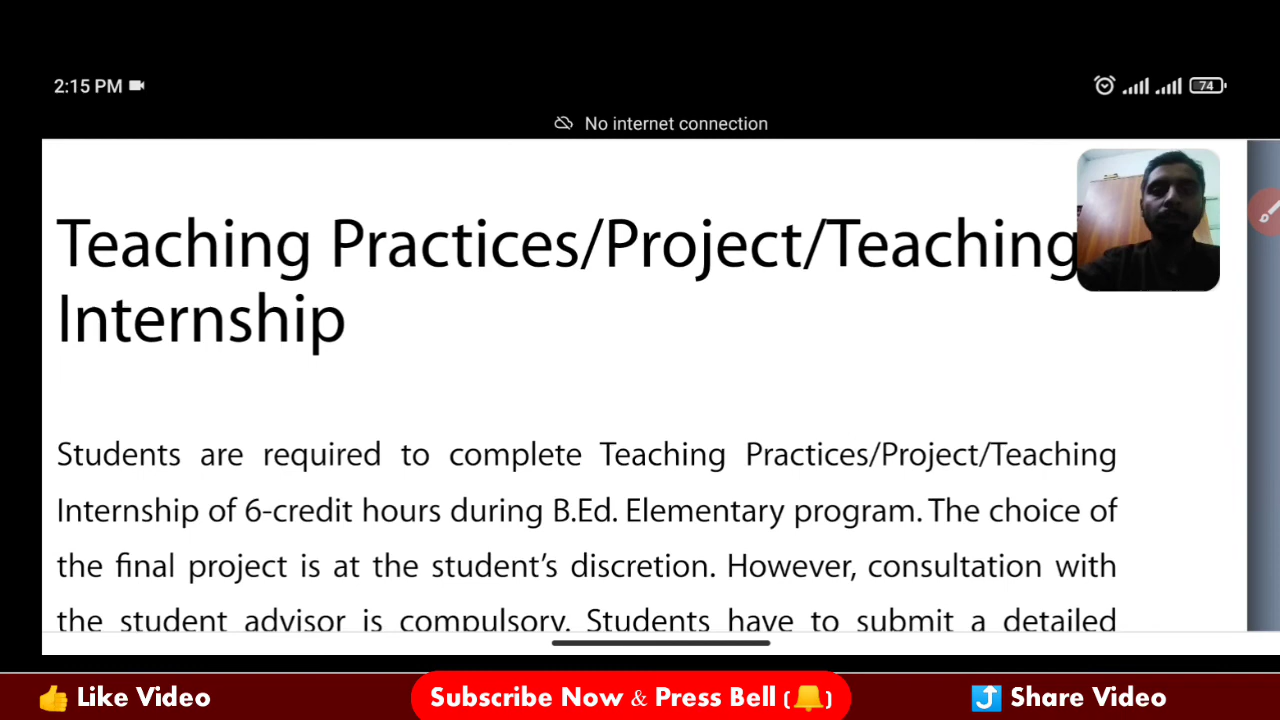 2:15 PM
74
No internet connection
Teaching Practices/Project/Teaching
Internship
Students are required to complete Teaching Practices/Project/Teaching
Internship of 6-credit hours during B.Ed. Elementary program. The choice of
the final project is at the student's discretion. However, consultation with
the student advisor is compulsory. Students have to submit a detailed
Like Video
Subscribe Now & Press Bell (🔔)
Share Video